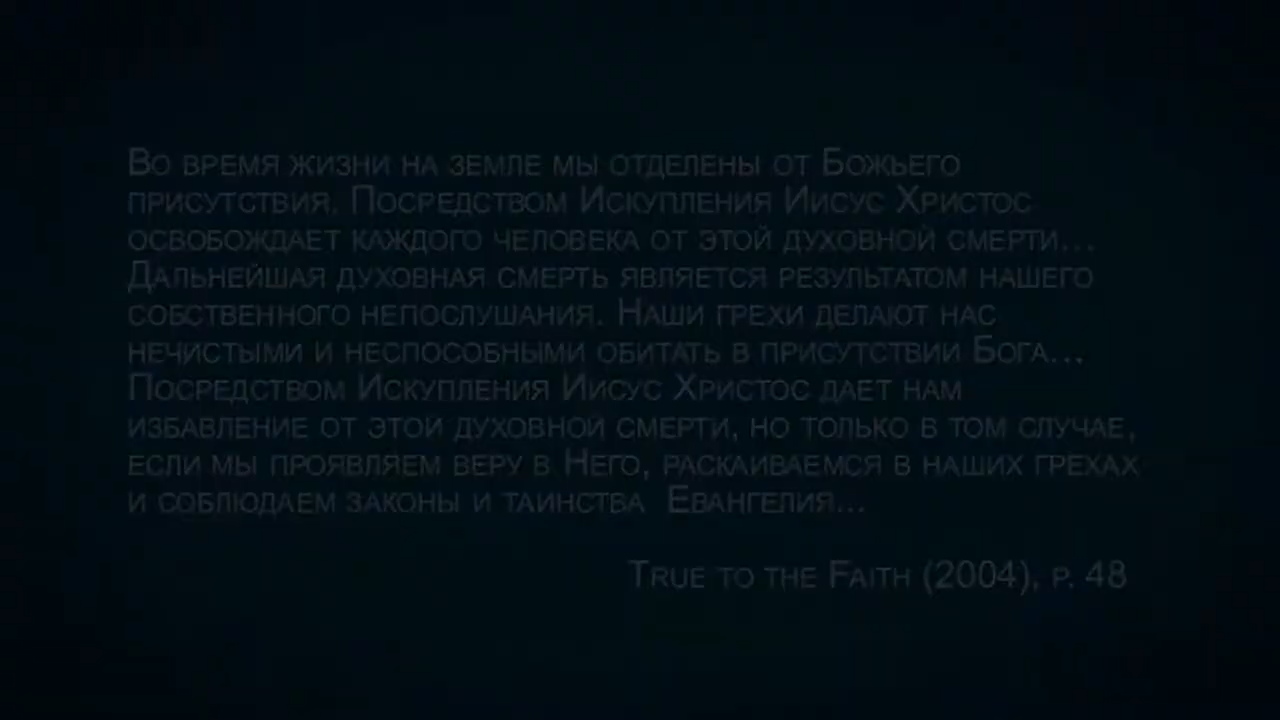 Во время жизни на земле мы отделены от Божьего
присутствия. Посредством Искупления Иисус Христос
освобождает каждого человека от этой духовной смерти...
Дальнейшая духовная смерть является результатом нашего
собственного непослушания. Наши грехи делают нас
нечистыми и неспособными обитать в присутствии Бога...
Посредством Искупления Иисус Христос дает нам
избавление от этой духовной смерти, но только в том случае,
если мы проявляем веру в Него, раскаиваемся в наших грехах
и соблюдаем законы и таинства Евангелия...
True to the Faith (2004), p. 48